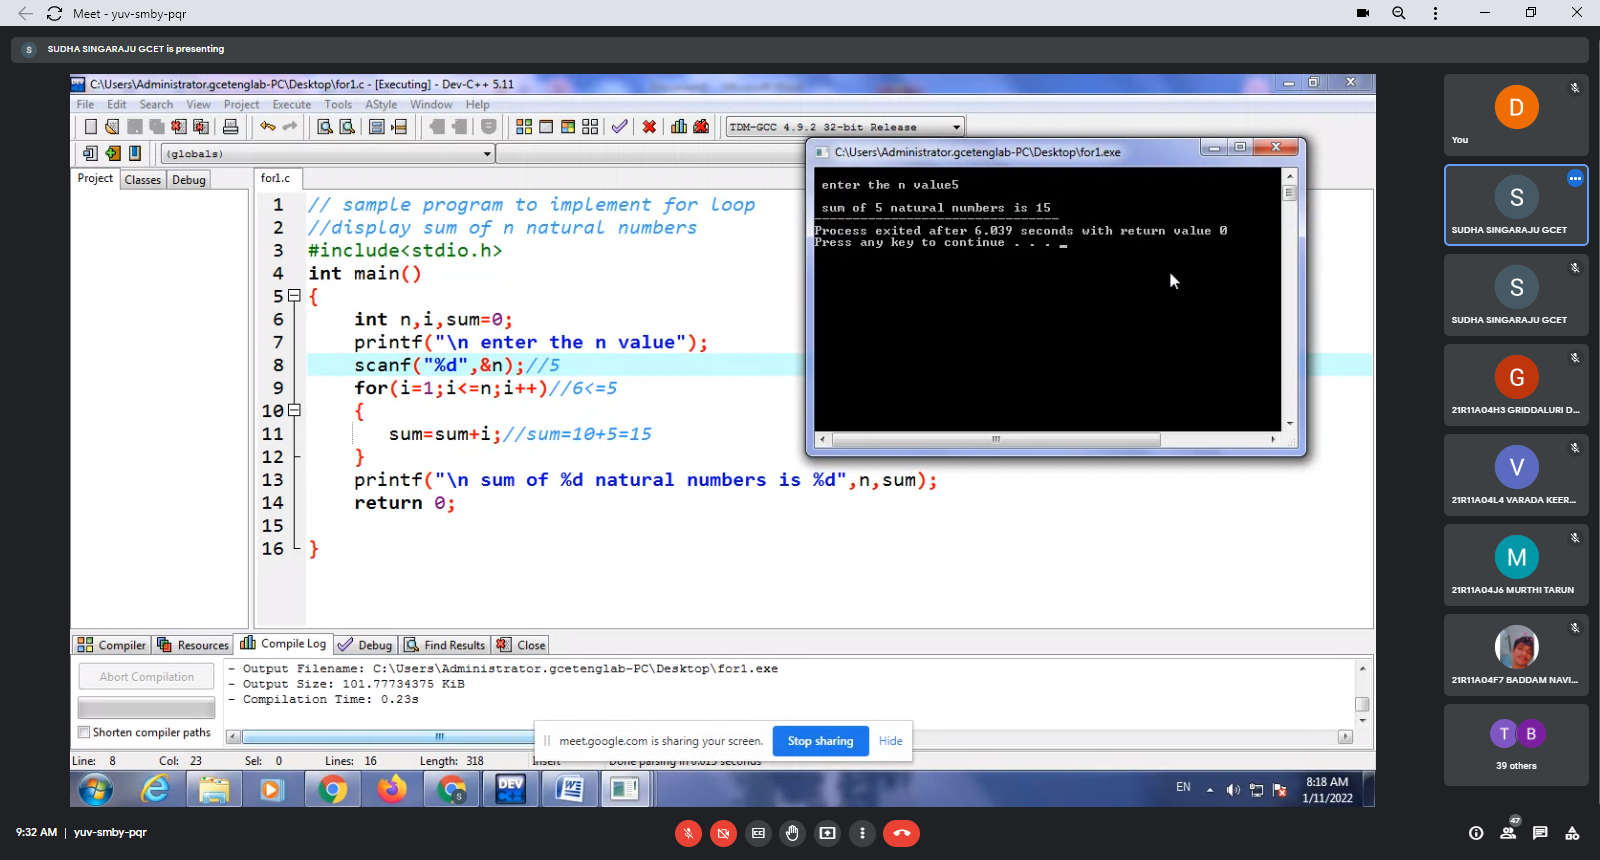 Meet - yuv-smby-pqr
S SUDHA SINGARAJU GCET is presenting
C:\Users\Administrator.gcetenglab-PC\Desktop\for1.c - [Executing] - Dev-C++ 5.11
File Edit Search View Project Execute Tools AStyle Window Help
TDM-GCC 4.9.2 32-bit Release
(globals)
Project Classes Debug
for1.c
1 // sample program to implement for loop
2 //display sum of n natural numbers
3 #include<stdio.h>
4 int main()
5 {
6 int n,i,sum=0;
7 printf("\n enter the n value");
8 scanf("%d",&n);//5
9 for(i=1;i<=n;i++)//6<=5
10 {
11 sum=sum+i;//sum=10+5=15
12 }
13 printf("\n sum of %d natural numbers is %d",n,sum);
14 return 0;
15
16 }
C:\Users\Administrator.gcetenglab-PC\Desktop\for1.exe
enter the n value5
sum of 5 natural numbers is 15
--------------------------------
Process exited after 6.039 seconds with return value 0
Press any key to continue . . . _
Compiler Resources Compile Log Debug Find Results Close
Abort Compilation
Shorten compiler paths
- Output Filename: C:\Users\Administrator.gcetenglab-PC\Desktop\for1.exe
- Output Size: 101.77734375 KiB
- Compilation Time: 0.23s
meet.google.com is sharing your screen. Stop sharing Hide
Line: 8 Col: 23 Sel: 0 Lines: 16 Length: 318 Insert Done parsing in 0.015 seconds
DEV C++
S
EN
8:18 AM
1/11/2022
D
You
S
SUDHA SINGARAJU GCET
S
SUDHA SINGARAJU GCET
G
21R11A04H3 GRIDDALURI D...
V
21R11A04L4 VARADA KEER...
M
21R11A04J6 MURTHI TARUN
21R11A04F7 BADDAM NAVI...
T B
39 others
9:32 AM | yuv-smby-pqr
47